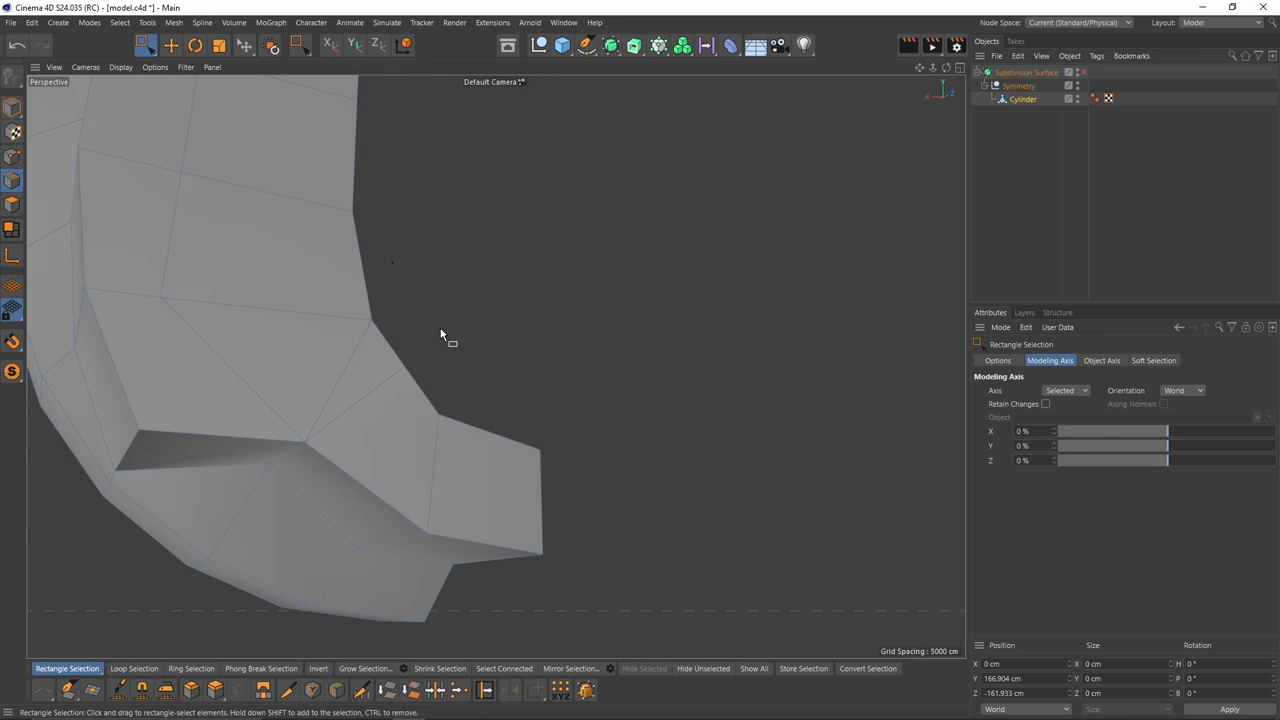 Cinema 4D S24.035 (RC) - [model.c4d *] - Main
File Edit Create Modes Select Tools Mesh Spline Volume MoGraph Character Animate Simulate Tracker Render Extensions Arnold Window Help
Node Space: Current (Standard/Physical) Layout: Model
X Y Z
View Cameras Display Options Filter Panel
Perspective
Default Camera
Y
X Z
Grid Spacing : 5000 cm
Objects Takes
File Edit View Object Tags Bookmarks
Subdivision Surface
Symmetry
Cylinder
Attributes Layers Structure
Mode Edit User Data
Rectangle Selection
Options Modeling Axis Object Axis Soft Selection
Modeling Axis
Axis Selected Orientation World
Retain Changes Along Normals
Object
X 0 %
Y 0 %
Z 0 %
Position Size Rotation
X 0 cm X 0 cm H 0 °
Y 166.904 cm Y 0 cm P 0 °
Z -161.933 cm Z 0 cm B 0 °
World Size Apply
Rectangle Selection Loop Selection Ring Selection Phong Break Selection Invert Grow Selection... Shrink Selection Select Connected Mirror Selection... Hide Selected Hide Unselected Show All Store Selection Convert Selection
XYZ
Rectangle Selection: Click and drag to rectangle-select elements. Hold down SHIFT to add to the selection, CTRL to remove.